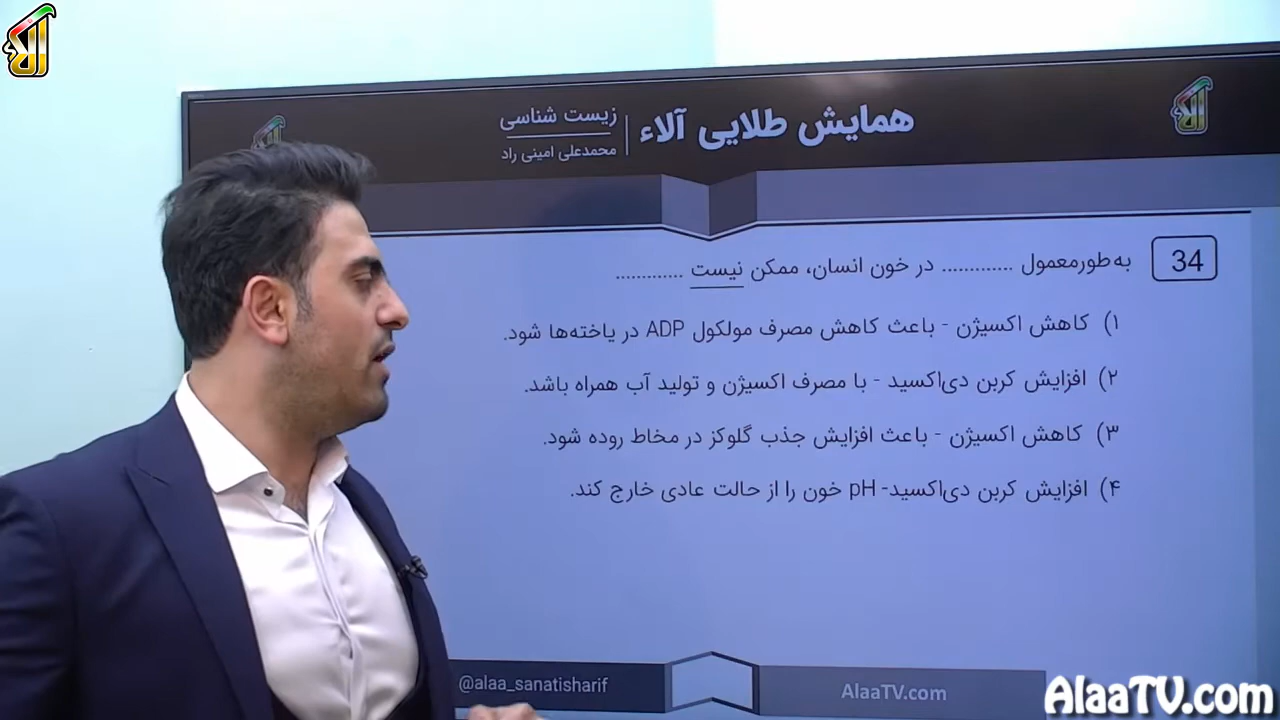 آلاء
همایش طلایی آلاء
زیست شناسی
محمدعلی امینی راد
34
به‌طورمعمول ............. در خون انسان، ممکن نیست .............
۱) کاهش اکسیژن - باعث کاهش مصرف مولکول ADP در یاخته‌ها شود.
۲) افزایش کربن دی‌اکسید - با مصرف اکسیژن و تولید آب همراه باشد.
۳) کاهش اکسیژن - باعث افزایش جذب گلوکز در مخاط روده شود.
۴) افزایش کربن دی‌اکسید- pH خون را از حالت عادی خارج کند.
@alaa_sanatisharif
AlaaTV.com
AlaaTV.com